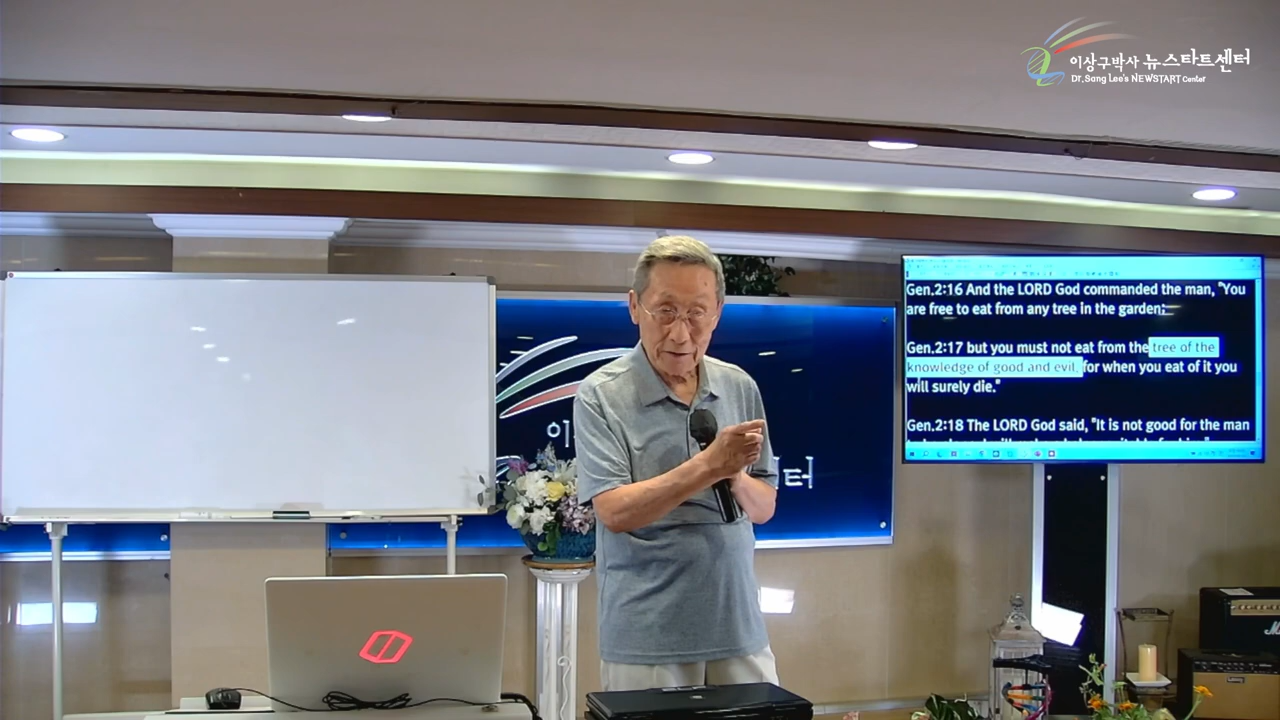 이상구박사 뉴스타트센터
Dr. Sang Lee's NEWSTART Center
Gen.2:16 And the LORD God commanded the man, "You
are free to eat from any tree in the garden;
Gen.2:17 but you must not eat from the tree of the
knowledge of good and evil, for when you eat of it you
will surely die."
Gen.2:18 The LORD God said, "It is not good for the man
이
터